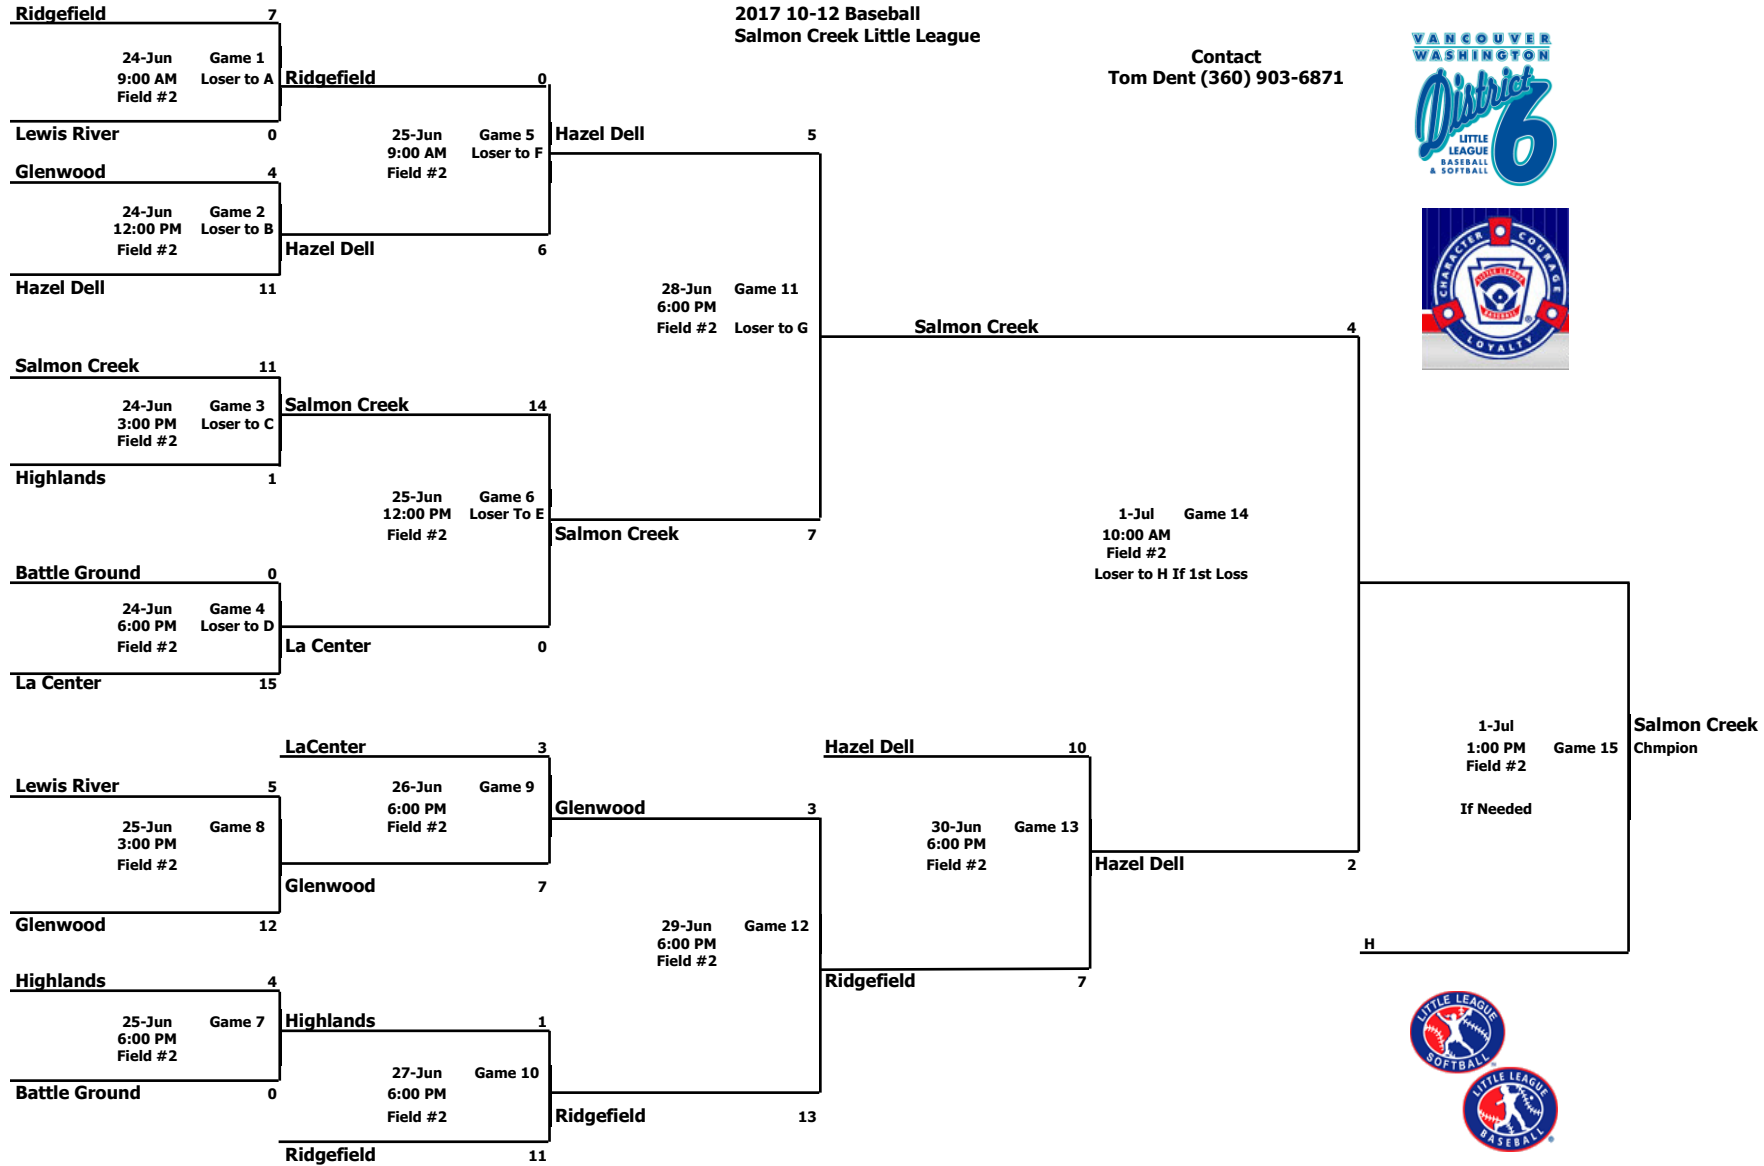 2017 10-12 Baseball
Salmon Creek Little League
Contact
Tom Dent (360) 903-6871
VANCOUVER
WASHINGTON
District 6
LITTLE
LEAGUE
BASEBALL
& SOFTBALL
CHARACTER COURAGE LOYALTY
LITTLE LEAGUE
BASEBALL
®
Ridgefield 7
24-Jun Game 1
9:00 AM Loser to A
Field #2
Lewis River 0
Glenwood 4
24-Jun Game 2
12:00 PM Loser to B
Field #2
Hazel Dell 11
Salmon Creek 11
24-Jun Game 3
3:00 PM Loser to C
Field #2
Highlands 1
Battle Ground 0
24-Jun Game 4
6:00 PM Loser to D
Field #2
La Center 15
Ridgefield 0
25-Jun Game 5
9:00 AM Loser to F
Field #2
Hazel Dell 6
Salmon Creek 14
25-Jun Game 6
12:00 PM Loser To E
Field #2
La Center 0
Hazel Dell 5
28-Jun Game 11
6:00 PM
Field #2 Loser to G
Salmon Creek 7
Salmon Creek 4
1-Jul Game 14
10:00 AM
Field #2
Loser to H If 1st Loss
Hazel Dell 2
Lewis River 5
25-Jun Game 8
3:00 PM
Field #2
Glenwood 12
Highlands 4
25-Jun Game 7
6:00 PM
Field #2
Battle Ground 0
LaCenter 3
26-Jun Game 9
6:00 PM
Field #2
Glenwood 7
Highlands 1
27-Jun Game 10
6:00 PM
Field #2
Ridgefield 11
Glenwood 3
29-Jun Game 12
6:00 PM
Field #2
Ridgefield 13
Hazel Dell 10
30-Jun Game 13
6:00 PM
Field #2
Ridgefield 7
1-Jul
1:00 PM Game 15
Field #2
If Needed
H
Salmon Creek
Chmpion
LITTLE LEAGUE
SOFTBALL
LITTLE LEAGUE
BASEBALL
®